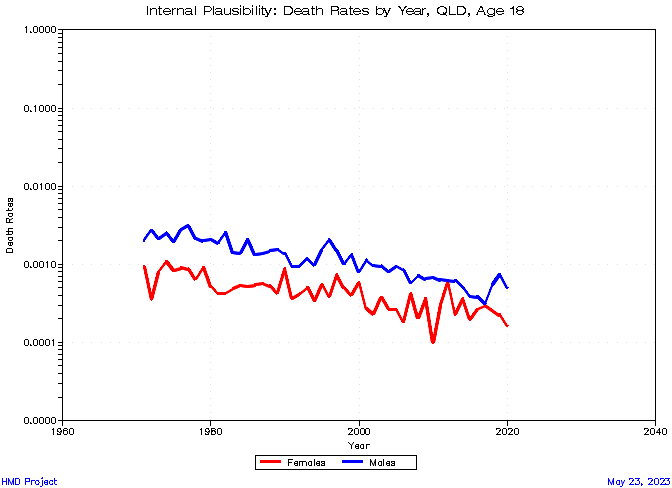 Internal Plausibility: Death Rates by Year, QLD, Age 18
1.0000
0.1000
0.0100
0.0010
0.0001
0.0000
Death Rates
1960 1980 2000 2020 2040
Year
Females Males
HMD Project
May 23, 2023